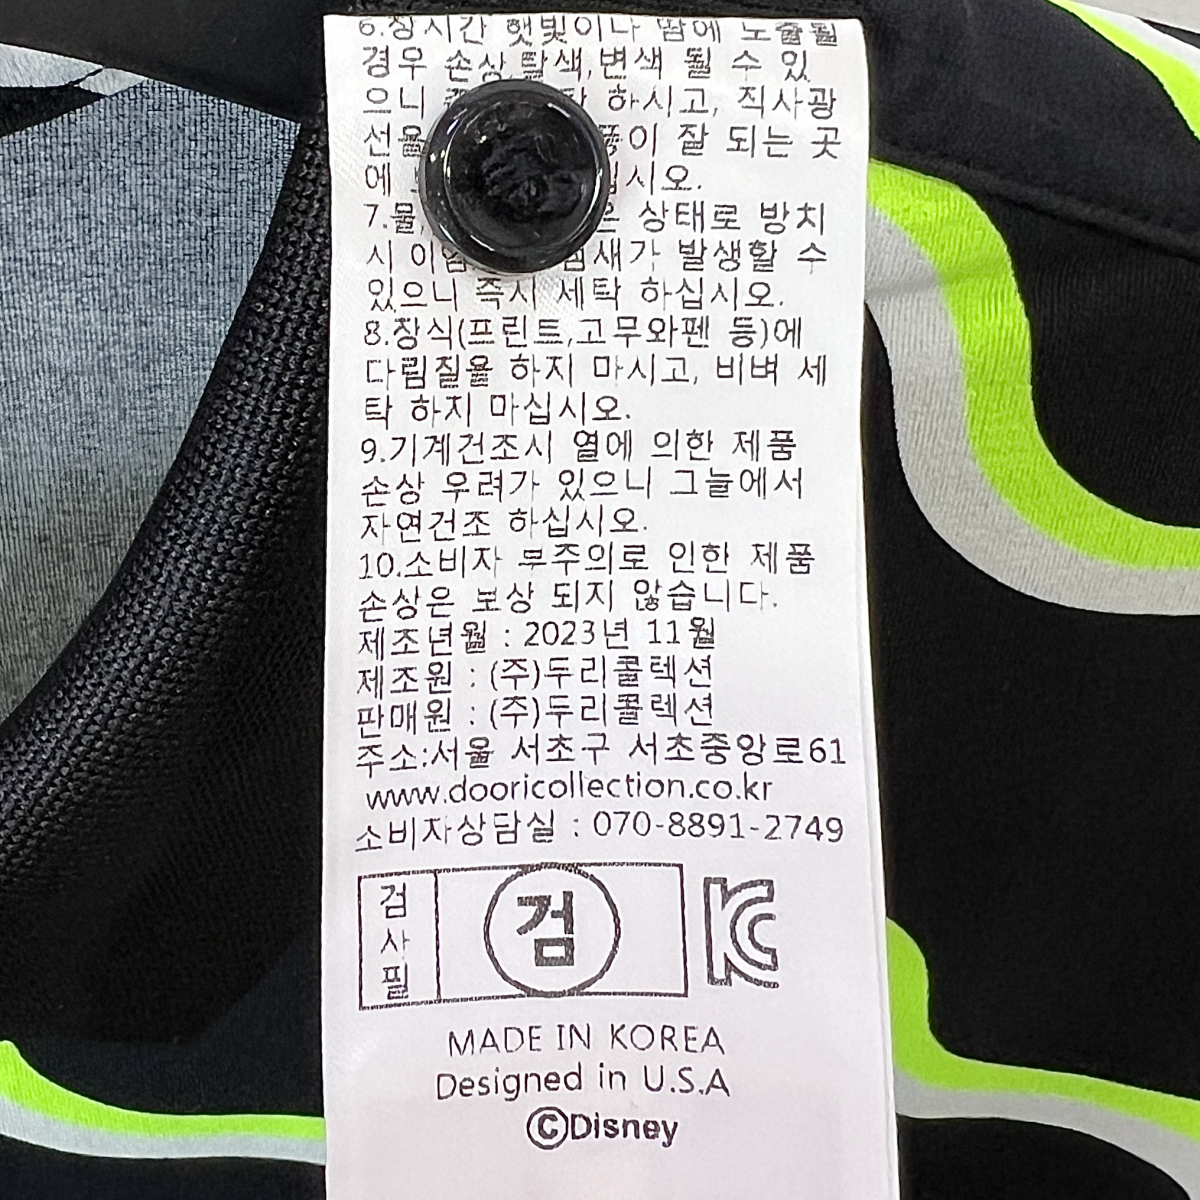 6.장시간 햇빛이나 땀에 노출될
경우 손상,탈색,변색 될 수 있
으니 하시고, 직사광
선을 잘 되는 곳
에
7.물, 상태로 방치
시 발생할 수
있으니 즉시 세탁 하십시오.
8.장식(프린트,고무와펜 등)에
다림질을 하지 마시고, 비벼 세
탁 하지 마십시오.
9.기계건조시 열에 의한 제품
손상 우려가 있으니 그늘에서
자연건조 하십시오.
10.소비자 부주의로 인한 제품
손상은 보상 되지 않습니다.
제조년월 : 2023년 11월
제조원 : (주)두리콜렉션
판매원 : (주)두리콜렉션
주소:서울 서초구 서초중앙로61
www.dooricollection.co.kr
소비자상담실 : 070-8891-2749
검사필
검
KC
MADE IN KOREA
Designed in U.S.A
©Disney